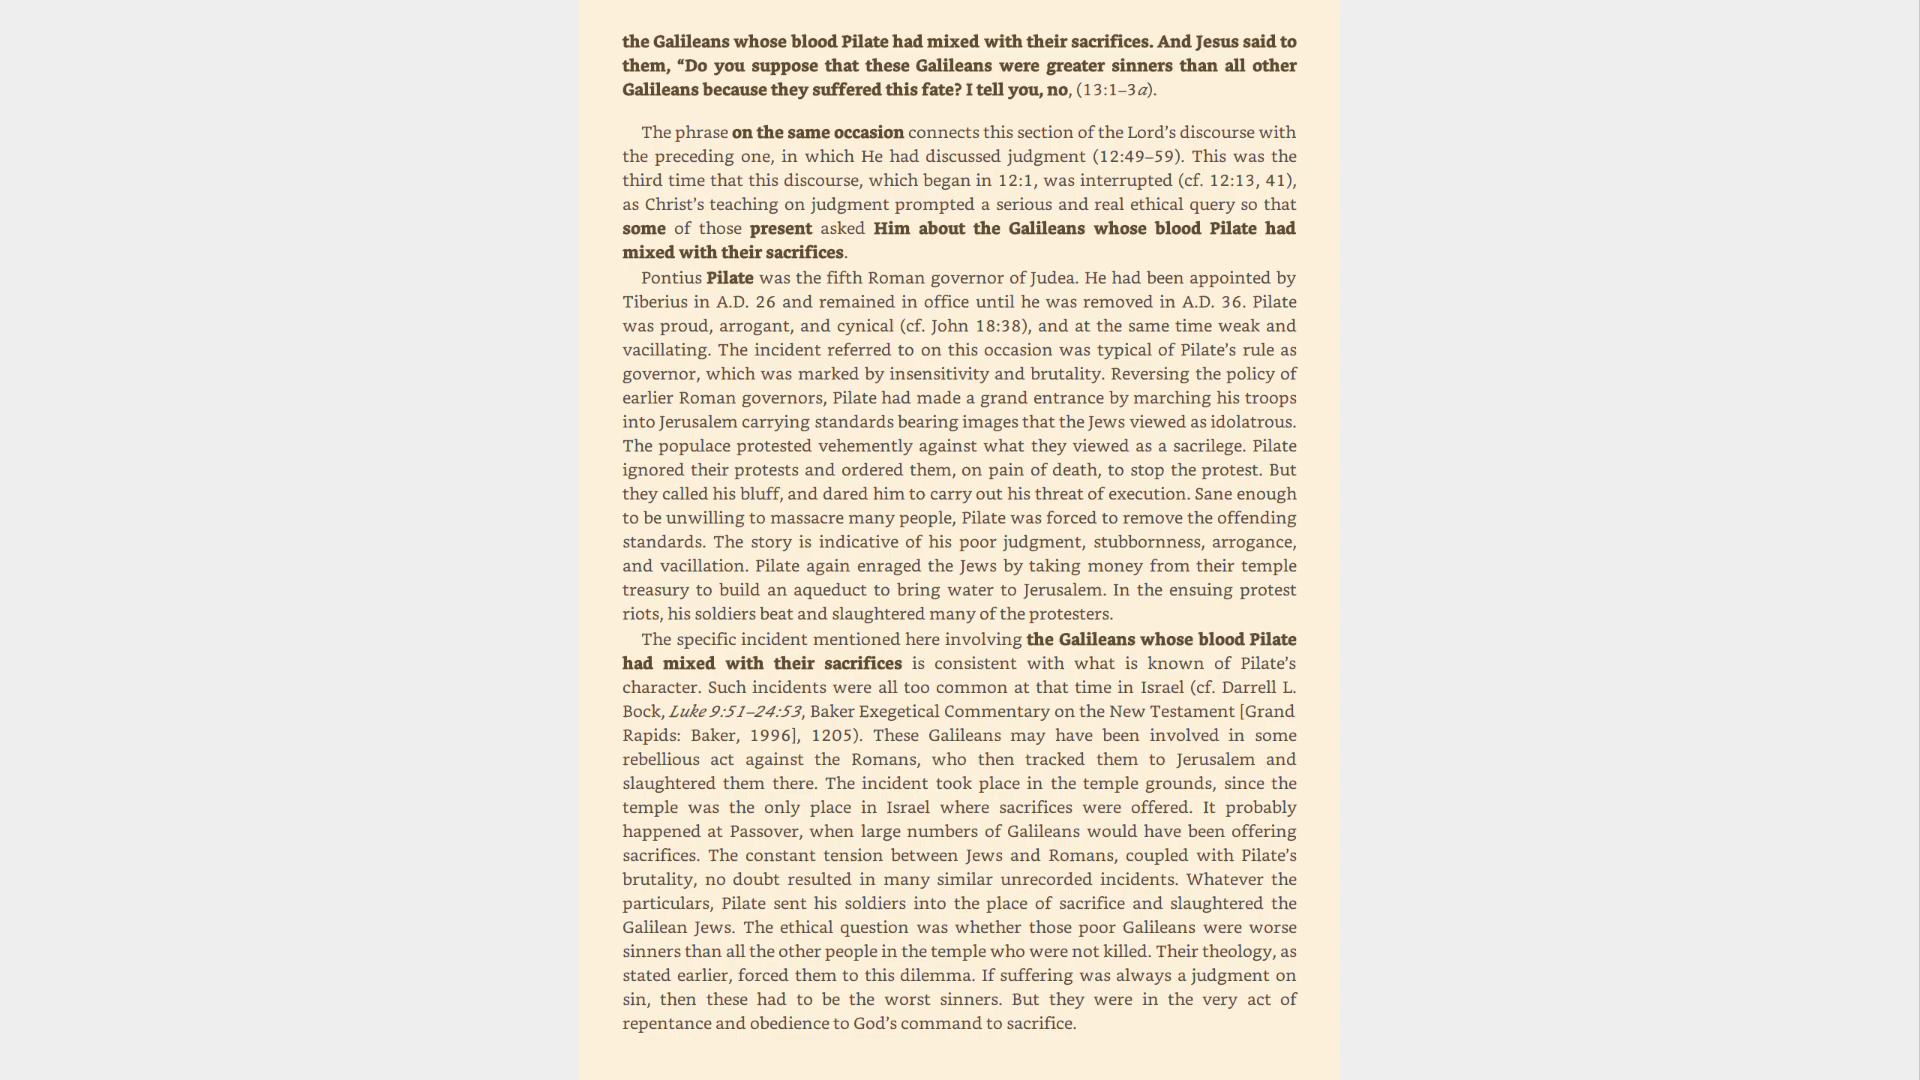 the Galileans whose blood Pilate had mixed with their sacrifices. And Jesus said to
them, “Do you suppose that these Galileans were greater sinners than all other
Galileans because they suffered this fate? I tell you, no, (13:1–3a).
The phrase on the same occasion connects this section of the Lord’s discourse with
the preceding one, in which He had discussed judgment (12:49–59). This was the
third time that this discourse, which began in 12:1, was interrupted (cf. 12:13, 41),
as Christ’s teaching on judgment prompted a serious and real ethical query so that
some of those present asked Him about the Galileans whose blood Pilate had
mixed with their sacrifices.
Pontius Pilate was the fifth Roman governor of Judea. He had been appointed by
Tiberius in A.D. 26 and remained in office until he was removed in A.D. 36. Pilate
was proud, arrogant, and cynical (cf. John 18:38), and at the same time weak and
vacillating. The incident referred to on this occasion was typical of Pilate’s rule as
governor, which was marked by insensitivity and brutality. Reversing the policy of
earlier Roman governors, Pilate had made a grand entrance by marching his troops
into Jerusalem carrying standards bearing images that the Jews viewed as idolatrous.
The populace protested vehemently against what they viewed as a sacrilege. Pilate
ignored their protests and ordered them, on pain of death, to stop the protest. But
they called his bluff, and dared him to carry out his threat of execution. Sane enough
to be unwilling to massacre many people, Pilate was forced to remove the offending
standards. The story is indicative of his poor judgment, stubbornness, arrogance,
and vacillation. Pilate again enraged the Jews by taking money from their temple
treasury to build an aqueduct to bring water to Jerusalem. In the ensuing protest
riots, his soldiers beat and slaughtered many of the protesters.
The specific incident mentioned here involving the Galileans whose blood Pilate
had mixed with their sacrifices is consistent with what is known of Pilate’s
character. Such incidents were all too common at that time in Israel (cf. Darrell L.
Bock, Luke 9:51–24:53, Baker Exegetical Commentary on the New Testament [Grand
Rapids: Baker, 1996], 1205). These Galileans may have been involved in some
rebellious act against the Romans, who then tracked them to Jerusalem and
slaughtered them there. The incident took place in the temple grounds, since the
temple was the only place in Israel where sacrifices were offered. It probably
happened at Passover, when large numbers of Galileans would have been offering
sacrifices. The constant tension between Jews and Romans, coupled with Pilate’s
brutality, no doubt resulted in many similar unrecorded incidents. Whatever the
particulars, Pilate sent his soldiers into the place of sacrifice and slaughtered the
Galilean Jews. The ethical question was whether those poor Galileans were worse
sinners than all the other people in the temple who were not killed. Their theology, as
stated earlier, forced them to this dilemma. If suffering was always a judgment on
sin, then these had to be the worst sinners. But they were in the very act of
repentance and obedience to God’s command to sacrifice.